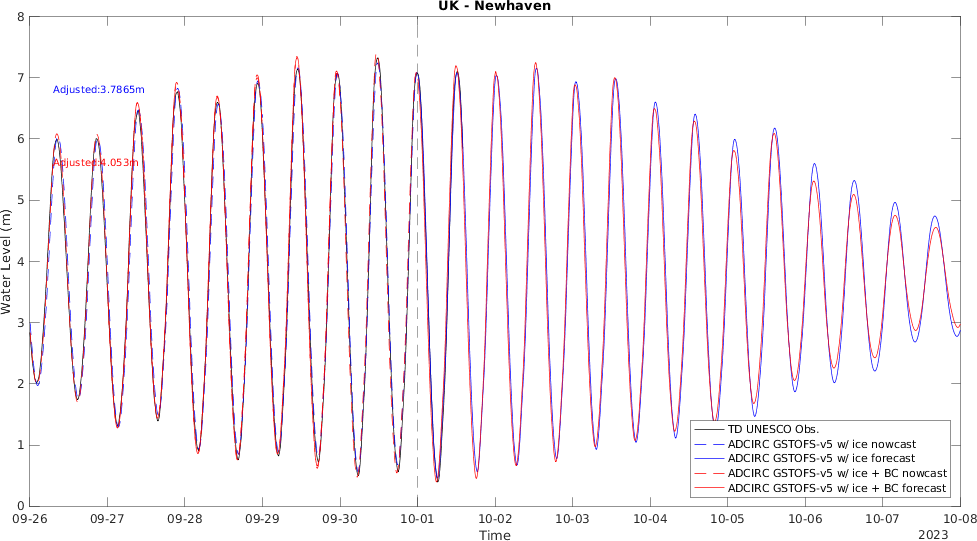 UK - Newhaven
8
7
6
5
4
3
2
1
0
Water Level (m)
Adjusted:3.7865m
Adjusted:4.053m
TD UNESCO Obs.
ADCIRC GSTOFS-v5 w/ ice nowcast
ADCIRC GSTOFS-v5 w/ ice forecast
ADCIRC GSTOFS-v5 w/ ice + BC nowcast
ADCIRC GSTOFS-v5 w/ ice + BC forecast
09-26 09-27 09-28 09-29 09-30 10-01 10-02 10-03 10-04 10-05 10-06 10-07 10-08
Time
2023